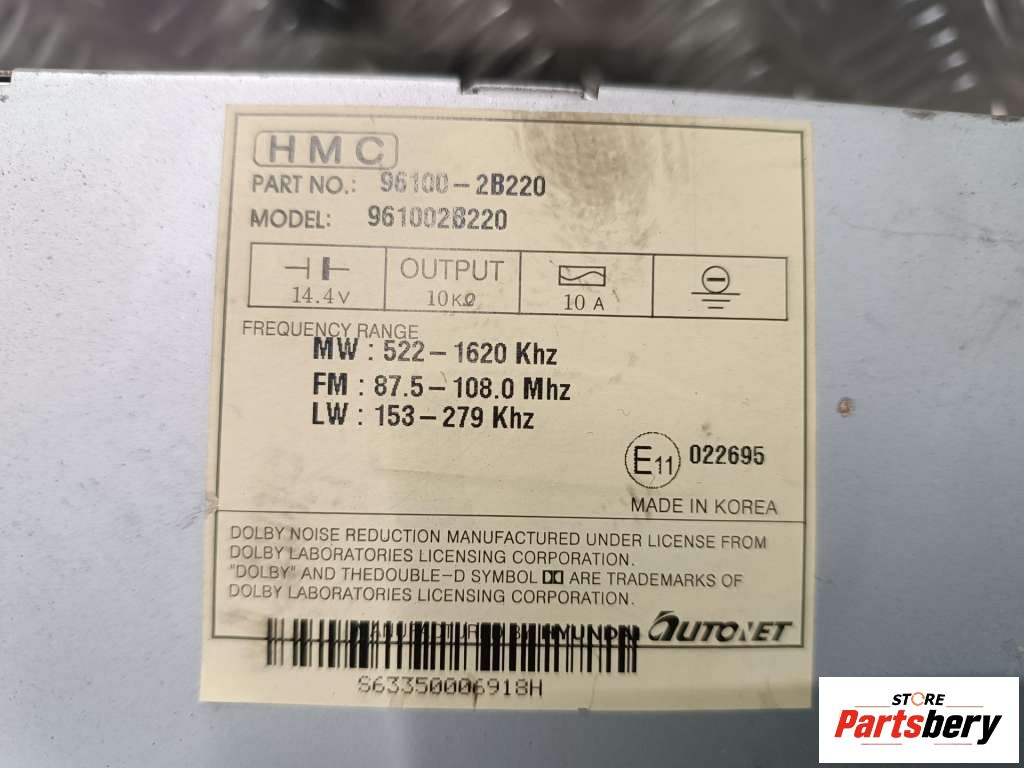 HMC
PART NO.: 96100-2B220
MODEL: 961002B220
14.4V
OUTPUT
10KΩ
10 A
FREQUENCY RANGE
MW : 522-1620 Khz
FM : 87.5-108.0 Mhz
LW : 153-279 Khz
E11 022695
MADE IN KOREA
DOLBY NOISE REDUCTION MANUFACTURED UNDER LICENSE FROM
DOLBY LABORATORIES LICENSING CORPORATION.
"DOLBY" AND THEDOUBLE-D SYMBOL ARE TRADEMARKS OF
DOLBY LABORATORIES LICENSING CORPORATION.
MANUFACTURED BY HYUNDAI AUTONET
S63350006918H
STORE
Partsbery